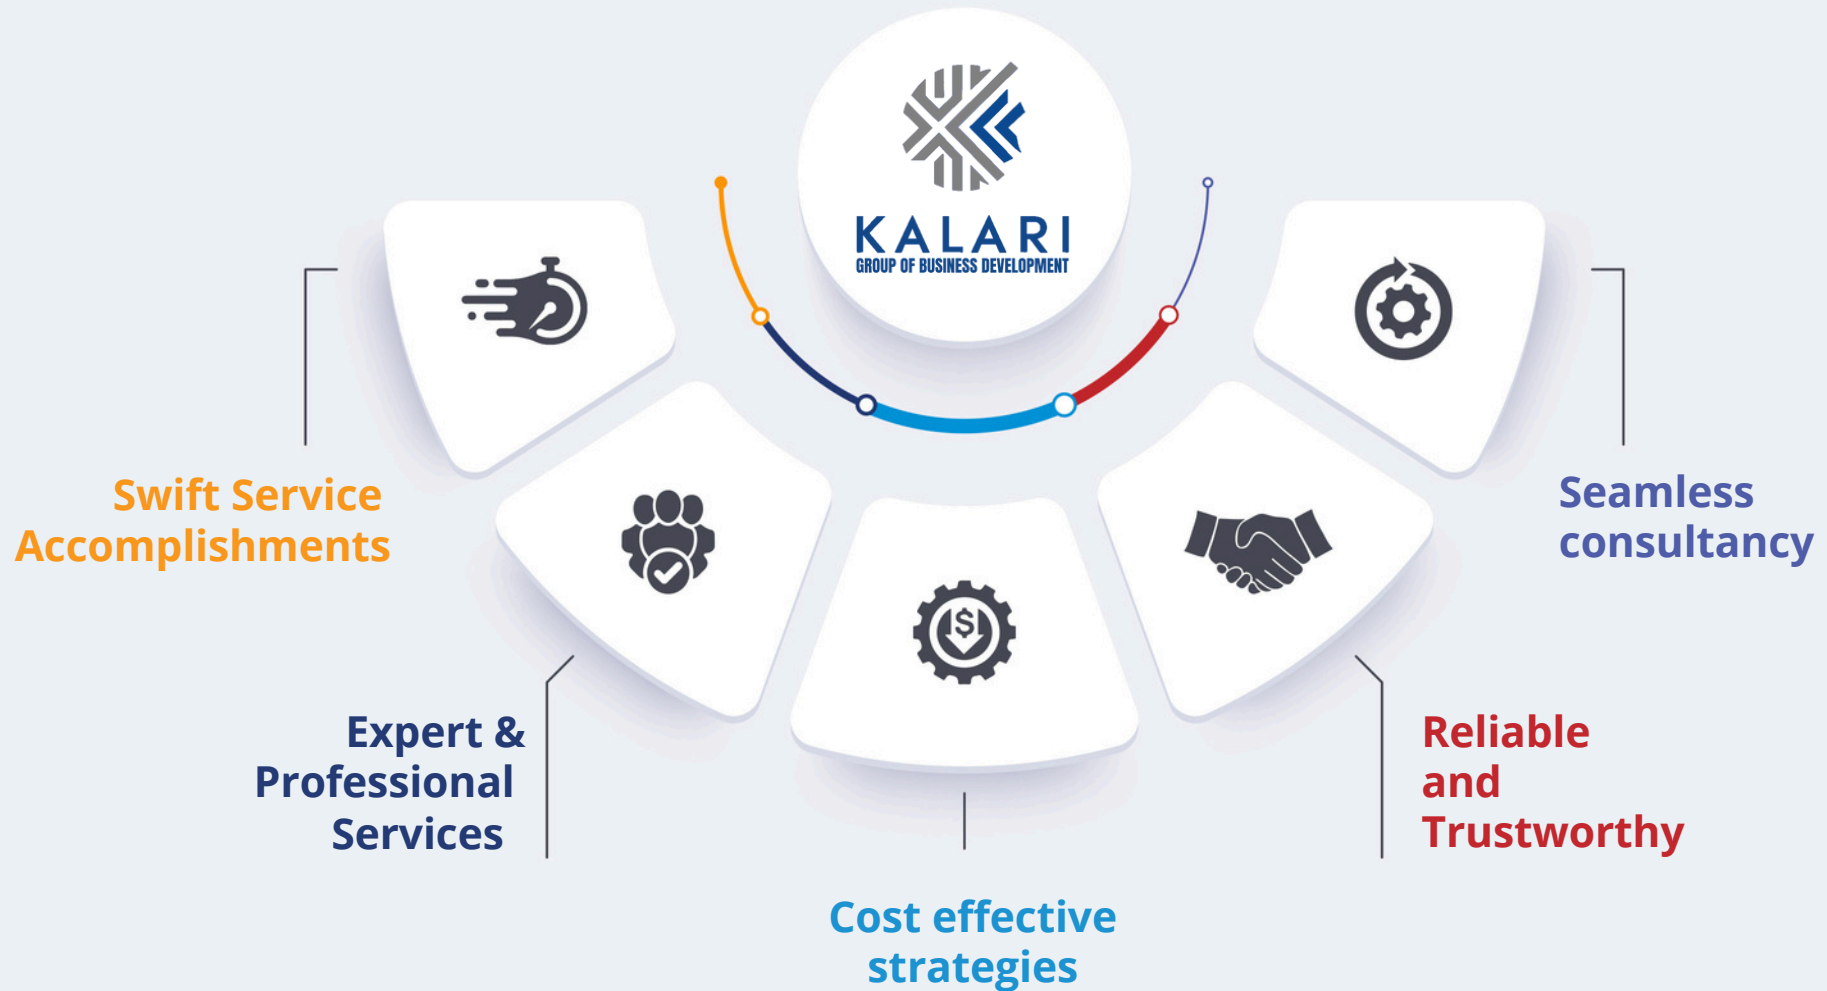 KALARI
GROUP OF BUSINESS DEVELOPMENT
Swift Service
Accomplishments
Expert &
Professional
Services
Cost effective
strategies
Reliable
and
Trustworthy
Seamless
consultancy
$